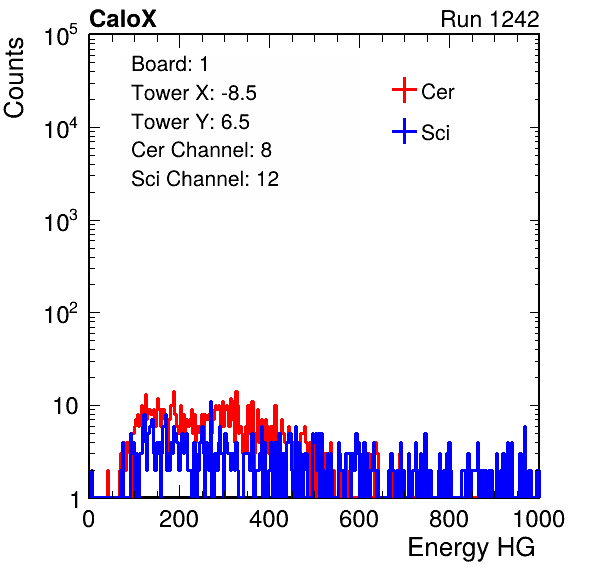 CaloX Run 1242
Counts
Board: 1
Tower X: -8.5
Tower Y: 6.5
Cer Channel: 8
Sci Channel: 12
Cer
Sci
10^5
10^4
10^3
10^2
10
1
0 200 400 600 800 1000
Energy HG